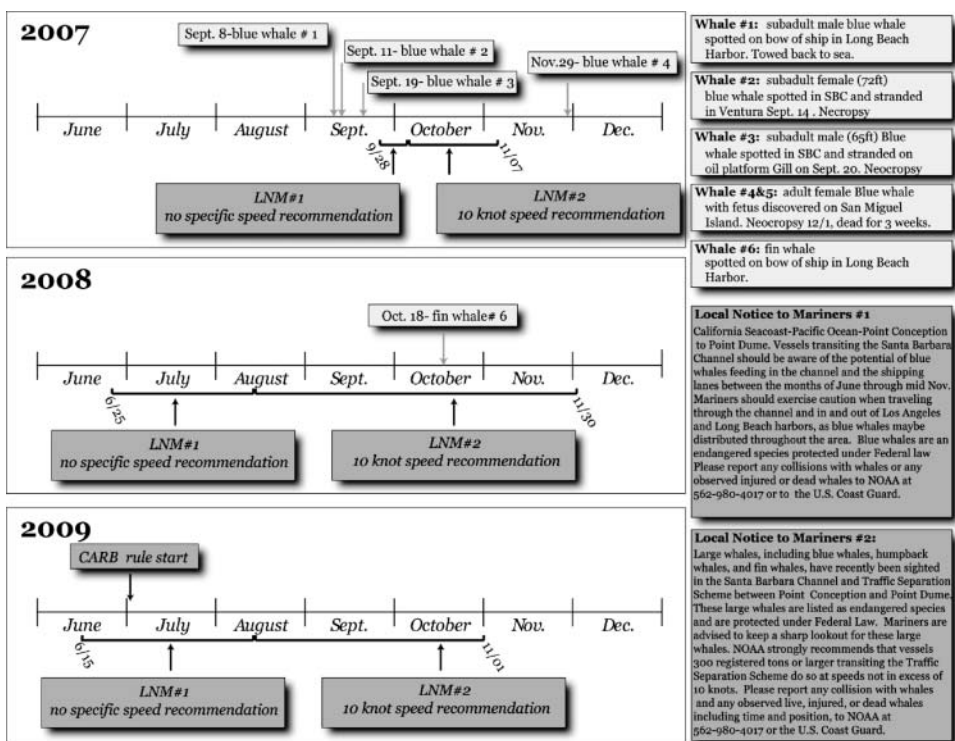 2007
Sept. 8-blue whale # 1
Sept. 11- blue whale # 2
Sept. 19- blue whale # 3
Nov.29- blue whale # 4
June
July
August
Sept.
October
Nov.
Dec.
9/28
11/07
LNM#1
no specific speed recommendation
LNM#2
10 knot speed recommendation
2008
Oct. 18- fin whale# 6
June
July
August
Sept.
October
Nov.
Dec.
6/25
11/30
LNM#1
no specific speed recommendation
LNM#2
10 knot speed recommendation
2009
CARB rule start
June
July
August
Sept.
October
Nov.
Dec.
6/15
11/01
LNM#1
no specific speed recommendation
LNM#2
10 knot speed recommendation
Whale #1: subadult male blue whale
spotted on bow of ship in Long Beach
Harbor. Towed back to sea.
Whale #2: subadult female (72ft)
blue whale spotted in SBC and stranded
in Ventura Sept. 14 . Necropsy
Whale #3: subadult male (65ft) Blue
whale spotted in SBC and stranded on
oil platform Gill on Sept. 20. Neocropsy
Whale #4&5: adult female Blue whale
with fetus discovered on San Miguel
Island. Neocropsy 12/1, dead for 3 weeks.
Whale #6: fin whale
spotted on bow of ship in Long Beach
Harbor.
Local Notice to Mariners #1
California Seacoast-Pacific Ocean-Point Conception
to Point Dume. Vessels transiting the Santa Barbara
Channel should be aware of the potential of blue
whales feeding in the channel and the shipping
lanes between the months of June through mid Nov.
Mariners should exercise caution when traveling
through the channel and in and out of Los Angeles
and Long Beach harbors, as blue whales maybe
distributed throughout the area. Blue whales are an
endangered species protected under Federal law
Please report any collisions with whales or any
observed injured or dead whales to NOAA at
562-980-4017 or to the U.S. Coast Guard.
Local Notice to Mariners #2:
Large whales, including blue whales, humpback
whales, and fin whales, have recently been sighted
in the Santa Barbara Channel and Traffic Separation
Scheme between Point Conception and Point Dume.
These large whales are listed as endangered species
and are protected under Federal Law. Mariners are
advised to keep a sharp lookout for these large
whales. NOAA strongly recommends that vessels
300 registered tons or larger transiting the Traffic
Separation Scheme do so at speeds not in excess of
10 knots. Please report any collision with whales
and any observed live, injured, or dead whales
including time and position, to NOAA at
562-980-4017 or the U.S. Coast Guard.